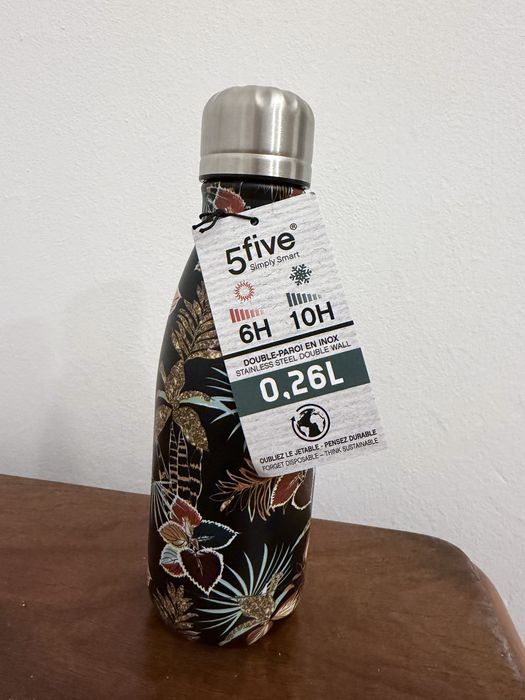 5five®
Simply Smart
6H 10H
DOUBLE-PAROI EN INOX
STAINLESS STEEL DOUBLE WALL
0,26L
OUBLIEZ LE JETABLE - PENSEZ DURABLE
FORGET DISPOSABLE - THINK SUSTAINABLE